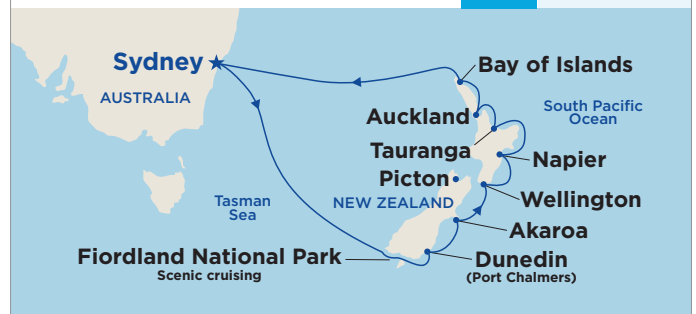 Sydney
AUSTRALIA
Bay of Islands
Auckland
South Pacific
Ocean
Tauranga
Napier
Picton
NEW ZEALAND
Wellington
Tasman
Sea
Akaroa
Fiordland National Park
Scenic cruising
Dunedin
(Port Chalmers)